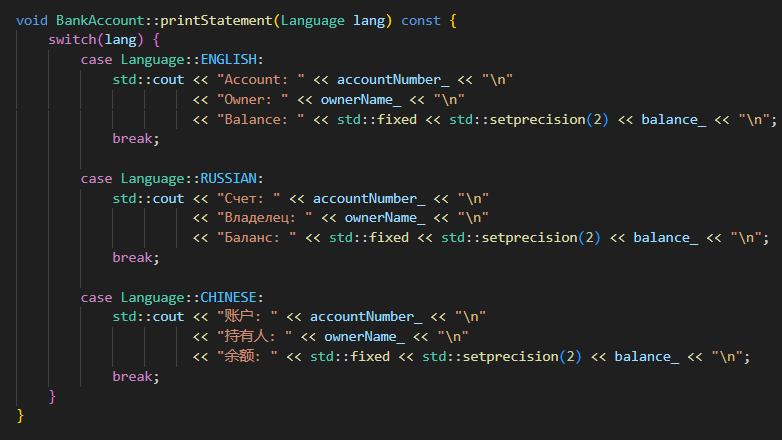 void BankAccount::printStatement(Language lang) const {
    switch(lang) {
        case Language::ENGLISH:
            std::cout << "Account: " << accountNumber_ << "\n"
                      << "Owner: " << ownerName_ << "\n"
                      << "Balance: " << std::fixed << std::setprecision(2) << balance_ << "\n";
            break;

        case Language::RUSSIAN:
            std::cout << "Счет: " << accountNumber_ << "\n"
                      << "Владелец: " << ownerName_ << "\n"
                      << "Баланс: " << std::fixed << std::setprecision(2) << balance_ << "\n";
            break;

        case Language::CHINESE:
            std::cout << "账户: " << accountNumber_ << "\n"
                      << "持有人: " << ownerName_ << "\n"
                      << "余额: " << std::fixed << std::setprecision(2) << balance_ << "\n";
            break;
    }
}